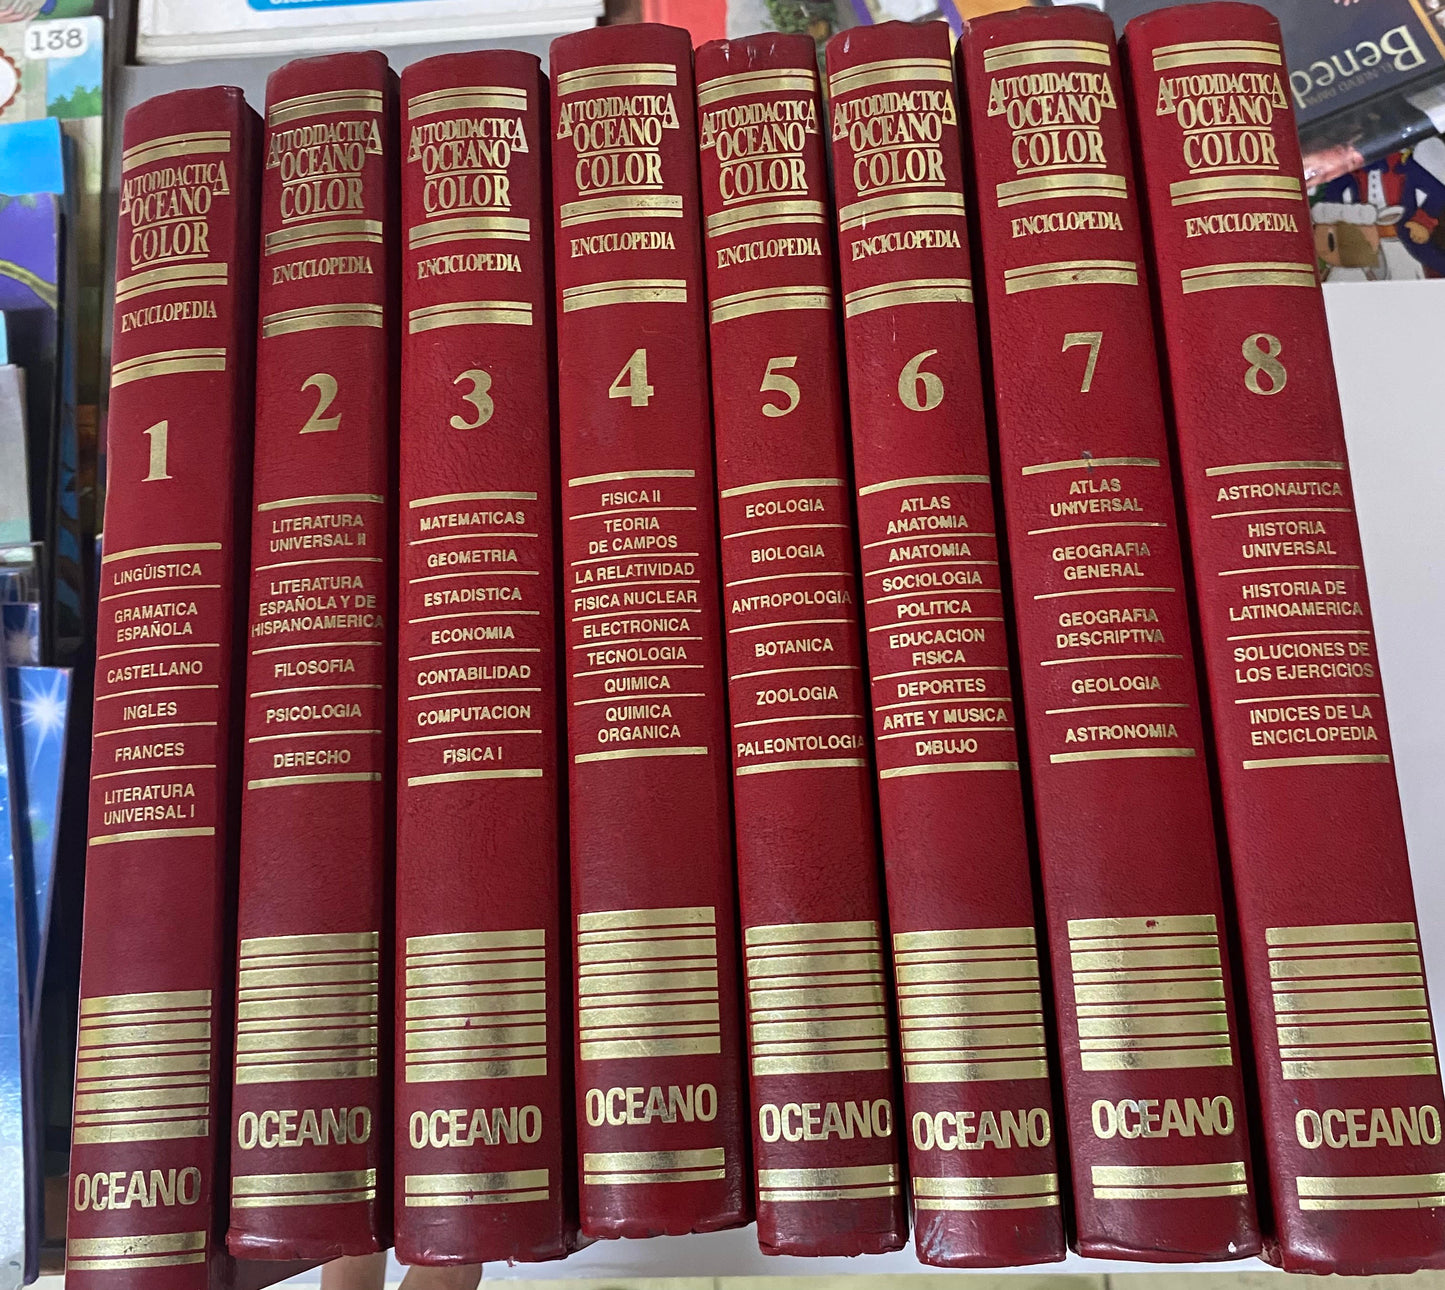 138
Bened
AUTODIDACTICA
OCEANO
COLOR
ENCICLOPEDIA
1
LINGÜISTICA
GRAMATICA
ESPAÑOLA
CASTELLANO
INGLES
FRANCES
LITERATURA
UNIVERSAL I
OCEANO
AUTODIDACTICA
OCEANO
COLOR
ENCICLOPEDIA
2
LITERATURA
UNIVERSAL II
LITERATURA
ESPAÑOLA Y DE
HISPANOAMERICA
FILOSOFIA
PSICOLOGIA
DERECHO
OCEANO
AUTODIDACTICA
OCEANO
COLOR
ENCICLOPEDIA
3
MATEMATICAS
GEOMETRIA
ESTADISTICA
ECONOMIA
CONTABILIDAD
COMPUTACION
FISICA I
OCEANO
AUTODIDACTICA
OCEANO
COLOR
ENCICLOPEDIA
4
FISICA II
TEORIA
DE CAMPOS
LA RELATIVIDAD
FISICA NUCLEAR
ELECTRONICA
TECNOLOGIA
QUIMICA
QUIMICA
ORGANICA
OCEANO
AUTODIDACTICA
OCEANO
COLOR
ENCICLOPEDIA
5
ECOLOGIA
BIOLOGIA
ANTROPOLOGIA
BOTANICA
ZOOLOGIA
PALEONTOLOGIA
OCEANO
AUTODIDACTICA
OCEANO
COLOR
ENCICLOPEDIA
6
ATLAS
ANATOMIA
ANATOMIA
SOCIOLOGIA
POLITICA
EDUCACION
FISICA
DEPORTES
ARTE Y MUSICA
DIBUJO
OCEANO
AUTODIDACTICA
OCEANO
COLOR
ENCICLOPEDIA
7
ATLAS
UNIVERSAL
GEOGRAFIA
GENERAL
GEOGRAFIA
DESCRIPTIVA
GEOLOGIA
ASTRONOMIA
OCEANO
AUTODIDACTICA
OCEANO
COLOR
ENCICLOPEDIA
8
ASTRONAUTICA
HISTORIA
UNIVERSAL
HISTORIA DE
LATINOAMERICA
SOLUCIONES DE
LOS EJERCICIOS
INDICES DE LA
ENCICLOPEDIA
OCEANO